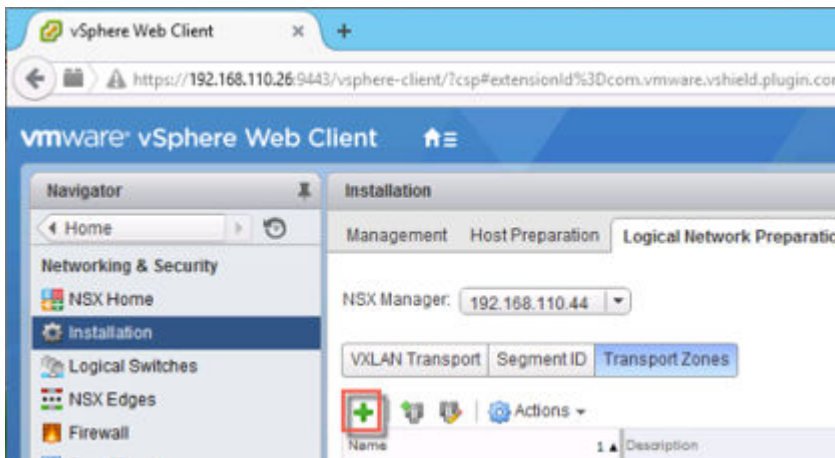 vSphere Web Client
https://192.168.110.26:9443/vsphere-client/?csp#extensionId%3Dcom.vmware.vshield.plugin.co
vmware® vSphere Web Client
Navigator
Installation
Home
Management Host Preparation Logical Network Preparatio
Networking & Security
NSX Home
NSX Manager: 192.168.110.44
Installation
Logical Switches
VXLAN Transport Segment ID Transport Zones
NSX Edges
Firewall
Actions
Name 1 Description